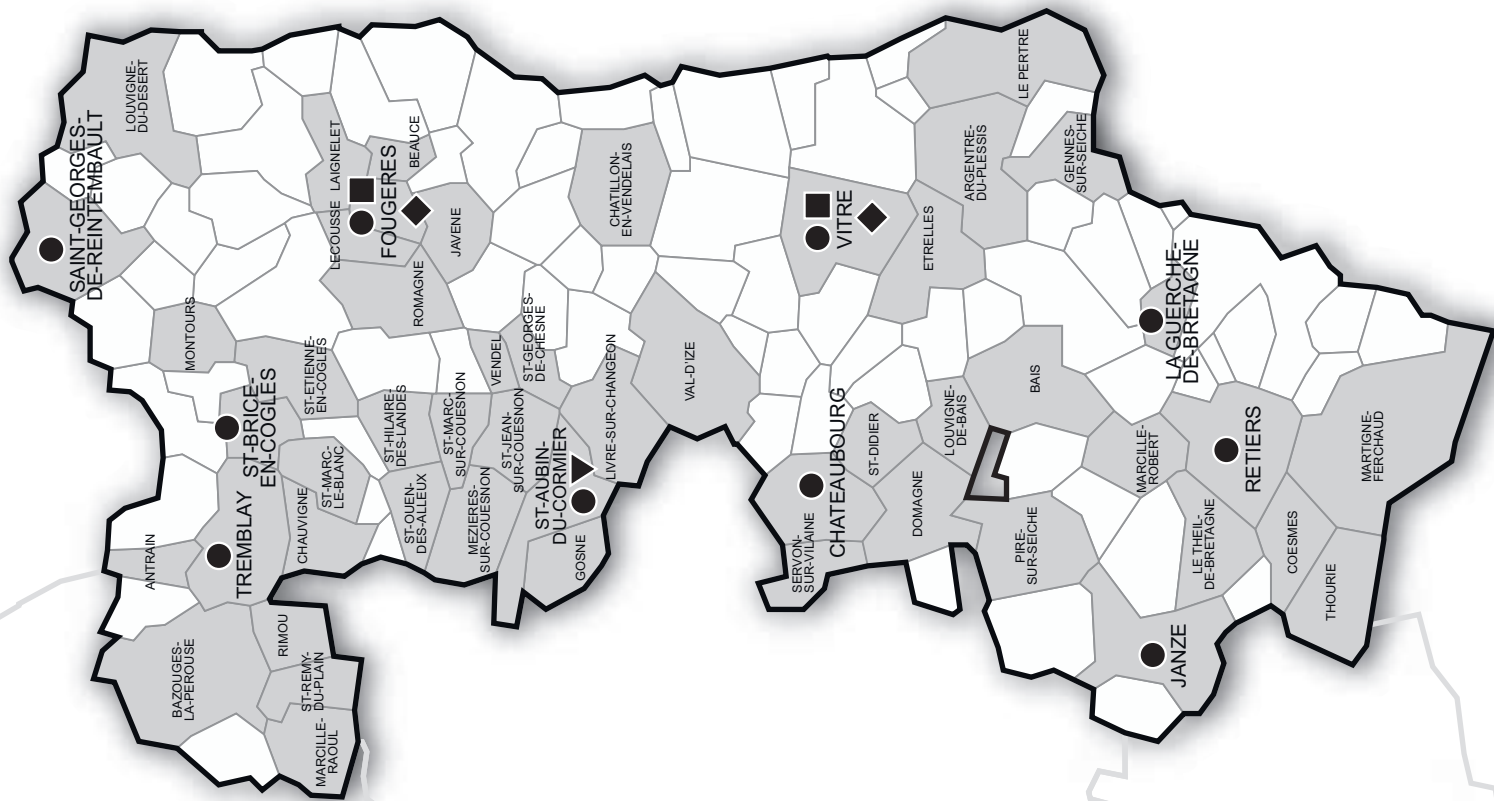 LOUVIGNE-
DU-DESERT
SAINT-GEORGES-
DE-REINTEMBAULT
MONTOURS
ST-BRICE-
EN-COGLES
ST-ETIENNE-
EN-COGLES
ANTRAIN
TREMBLAY
CHAUVIGNE
ST-MARC-
LE-BLANC
BAZOUGES-
LA-PEROUSE
RIMOU
ST-REMY-
DU-PLAIN
MARCILLE-
RAOUL
LAIGNELET
LECOUSSE
BEAUCE
FOUGERES
JAVENE
ROMAGNE
ST-HILAIRE-
DES-LANDES
ST-OUEN-
DES-ALLEUX
ST-MARC-
SUR-COUESNON
VENDEL
ST-GEORGES-
DE-CHESNE
ST-JEAN-
SUR-COUESNON
MEZIERES-
SUR-COUESNON
ST-AUBIN-
DU-CORMIER
GOSNE
LIVRE-SUR-CHANGEON
CHATILLON-
EN-VENDELAIS
VAL-D'IZE
VITRE
ETRELLES
ARGENTRE-
DU-PLESSIS
LE PERTRE
GENNES-
SUR-SEICHE
CHATEAUBOURG
SERVON-
SUR-VILAINE
ST-DIDIER
DOMAGNE
LOUVIGNE-
DE-BAIS
BAIS
PIRE-
SUR-SEICHE
LA-GUERCHE-
DE-BRETAGNE
MARCILLE-
ROBERT
RETIERS
LE THEIL-
DE-BRETAGNE
JANZE
COESMES
THOURIE
MARTIGNE-
FERCHAUD